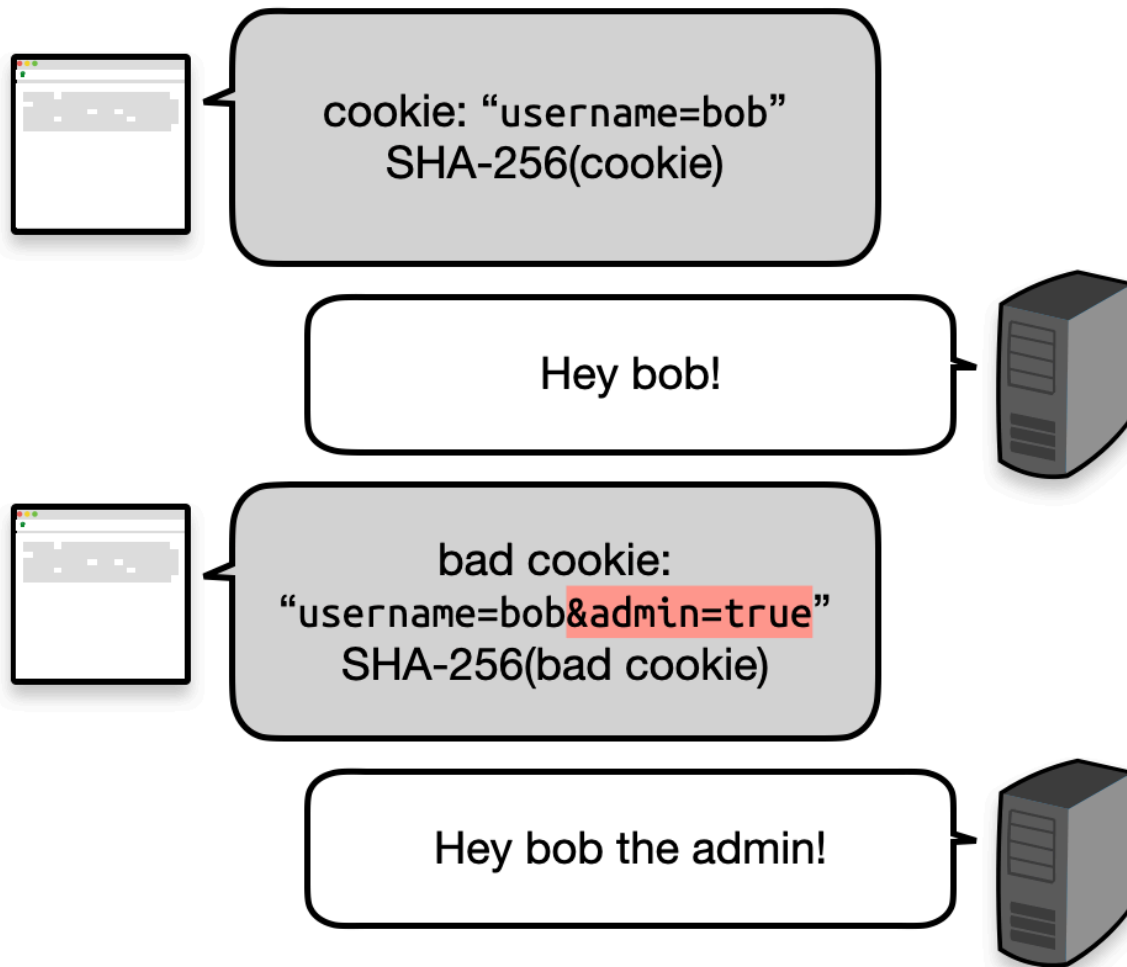 cookie: “username=bob”
SHA-256(cookie)
Hey bob!
bad cookie:
“username=bob&admin=true”
SHA-256(bad cookie)
Hey bob the admin!